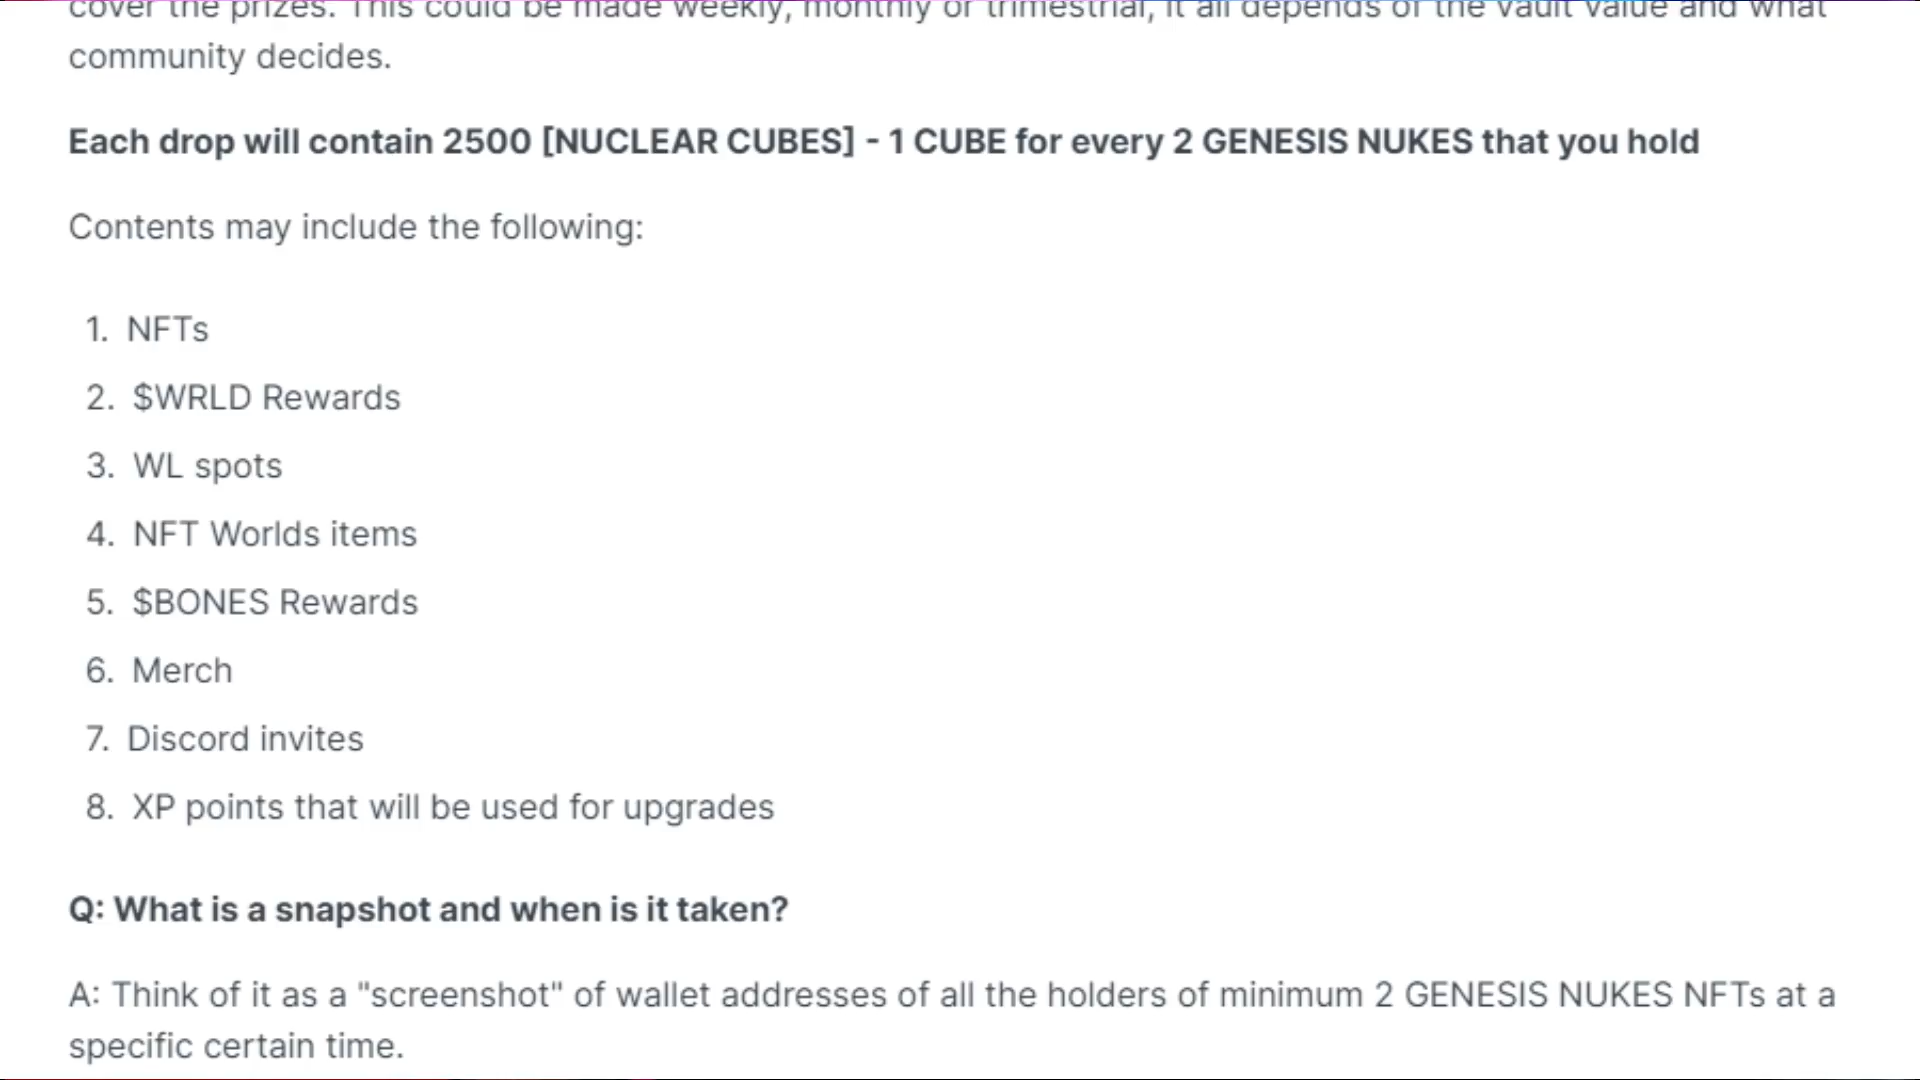 cover the prizes. This could be made weekly, monthly or trimestrial, it all depends of the vault value and what
community decides.
Each drop will contain 2500 [NUCLEAR CUBES] - 1 CUBE for every 2 GENESIS NUKES that you hold
Contents may include the following:
1. NFTs
2. $WRLD Rewards
3. WL spots
4. NFT Worlds items
5. $BONES Rewards
6. Merch
7. Discord invites
8. XP points that will be used for upgrades
Q: What is a snapshot and when is it taken?
A: Think of it as a "screenshot" of wallet addresses of all the holders of minimum 2 GENESIS NUKES NFTs at a
specific certain time.